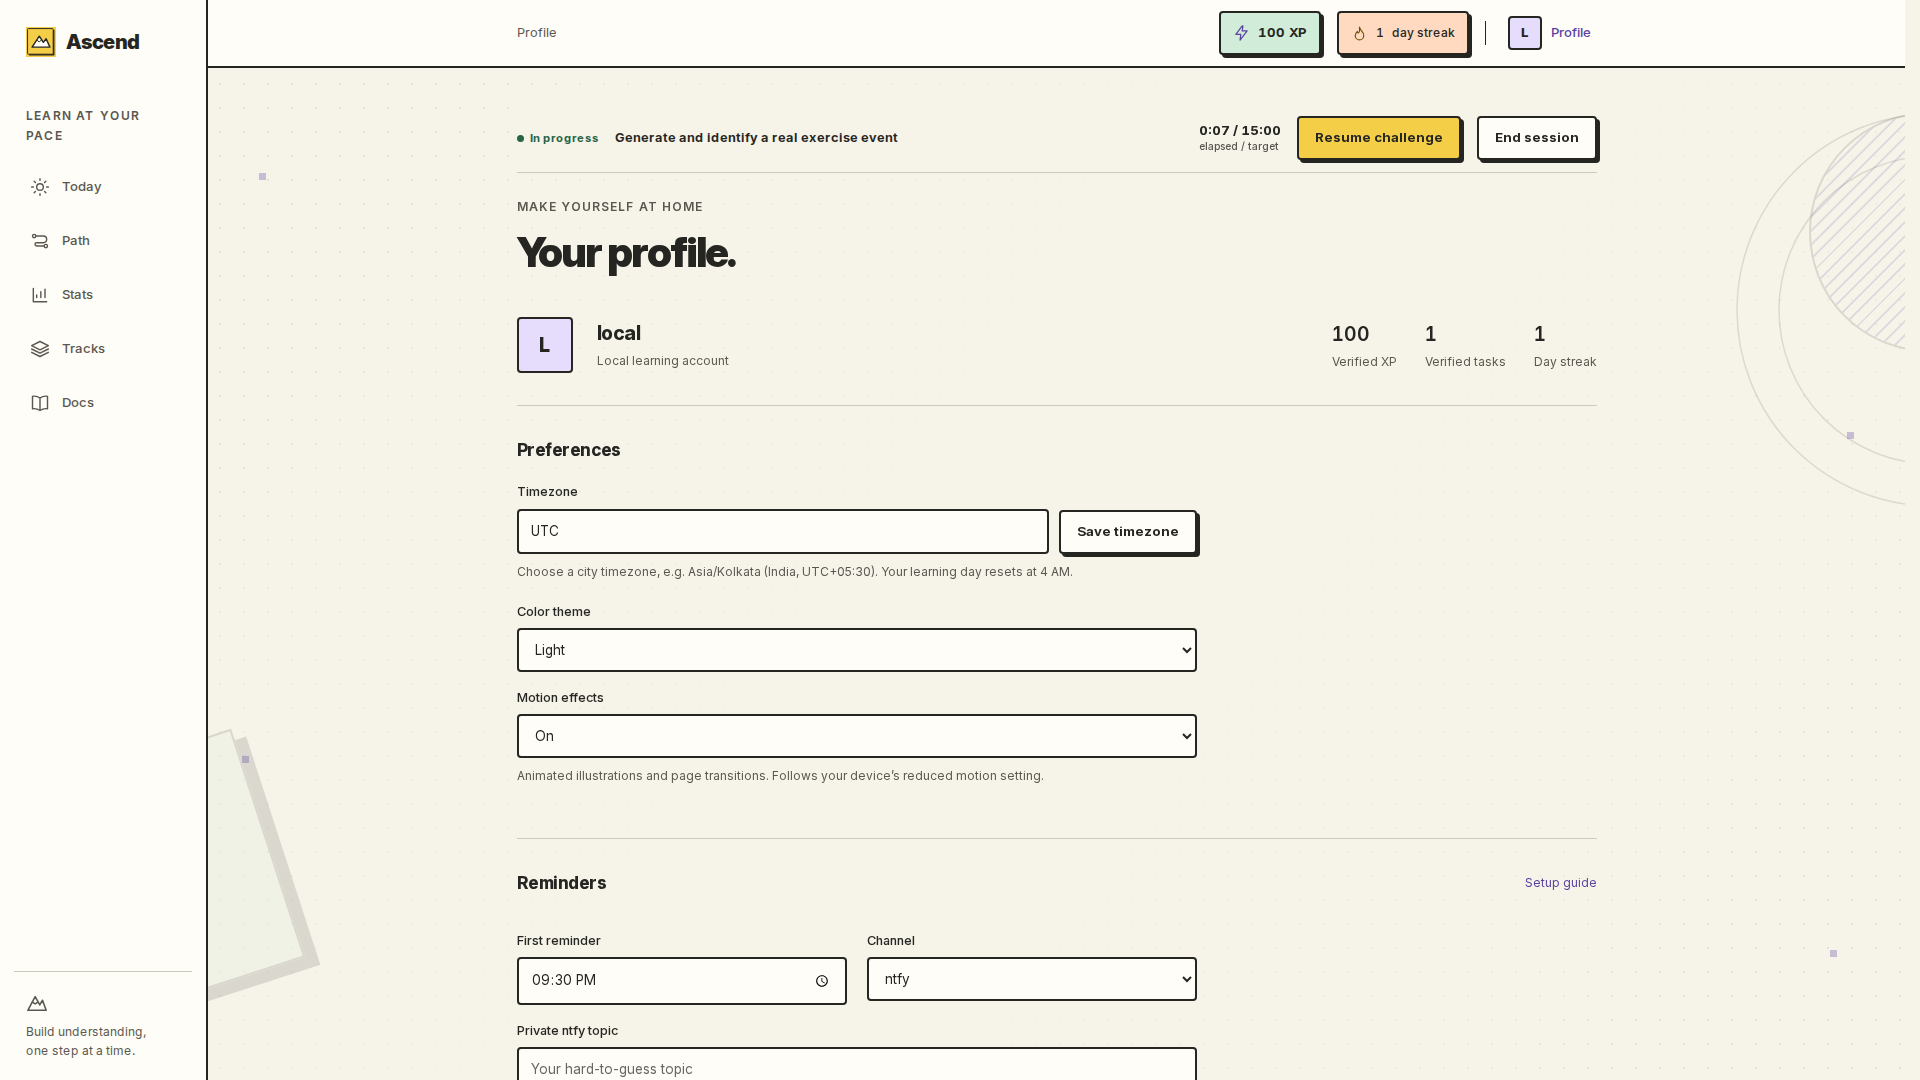 Ascend
LEARN AT YOUR
PACE
Today
Path
Stats
Tracks
Docs
Build understanding,
one step at a time.
Profile
100 XP
1 day streak
L
Profile
In progress
Generate and identify a real exercise event
0:07 / 15:00
elapsed / target
Resume challenge
End session
MAKE YOURSELF AT HOME
Your profile.
L
local
Local learning account
100
Verified XP
1
Verified tasks
1
Day streak
Preferences
Timezone
UTC
Save timezone
Choose a city timezone, e.g. Asia/Kolkata (India, UTC+05:30). Your learning day resets at 4 AM.
Color theme
Light
Motion effects
On
Animated illustrations and page transitions. Follows your device’s reduced motion setting.
Reminders
Setup guide
First reminder
09:30 PM
Channel
ntfy
Private ntfy topic
Your hard-to-guess topic